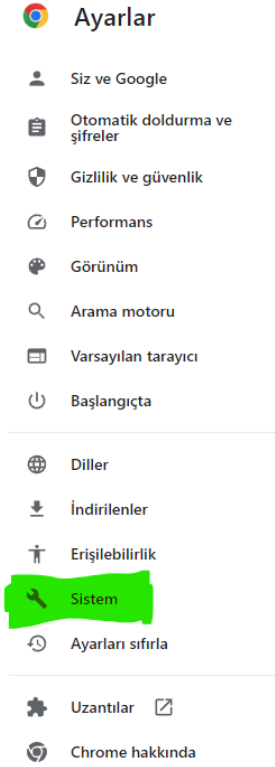 Ayarlar
Siz ve Google
Otomatik doldurma ve
şifreler
Gizlilik ve güvenlik
Performans
Görünüm
Arama motoru
Varsayılan tarayıcı
Başlangıçta
Diller
İndirilenler
Erişilebilirlik
Sistem
Ayarları sıfırla
Uzantılar
Chrome hakkında